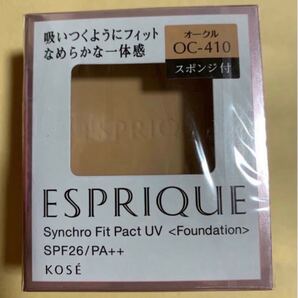 吸いつくようにフィット
なめらかな一体感
オークル
OC-410
スポンジ付
ESPRIQUE
ESPRIQUE
Synchro Fit Pact UV <Foundation>
SPF26/PA++
KOSÉ